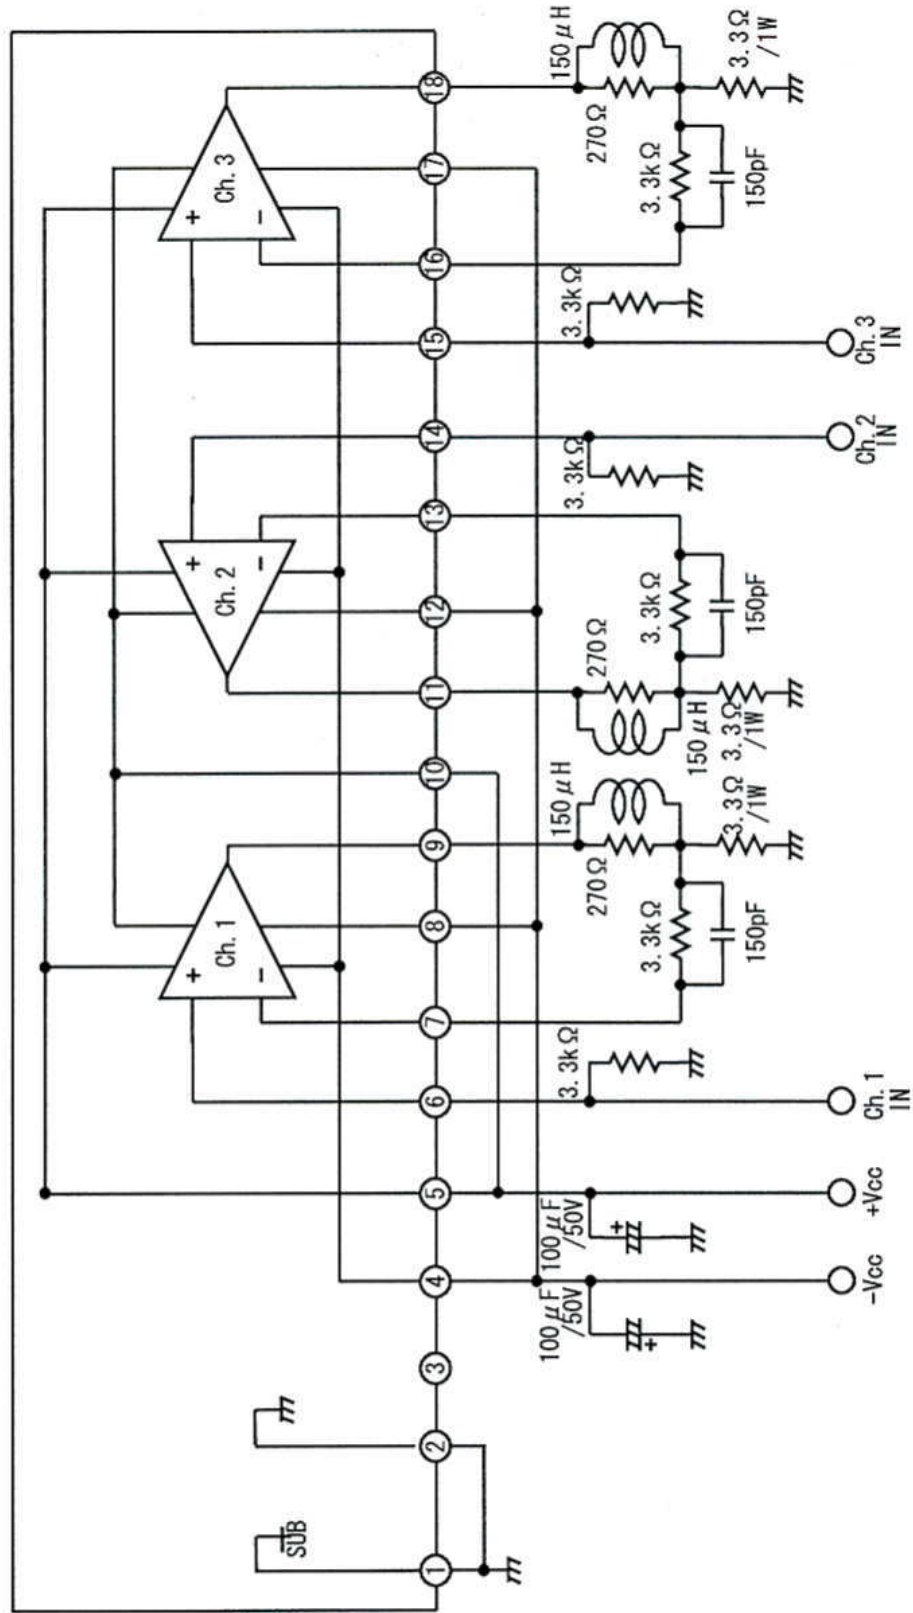 SUB
1
2
3
4
5
6
7
8
9
10
11
12
13
14
15
16
17
18
+
−
Ch. 1
+
−
Ch. 2
+
−
Ch. 3
100μF
/50V
+
−Vcc
100μF
/50V
+
+Vcc
3.3kΩ
Ch. 1
IN
3.3kΩ
150pF
270Ω
150μH
3.3Ω
/1W
150μH
3.3Ω
/1W
270Ω
3.3kΩ
150pF
3.3kΩ
Ch. 2
IN
3.3kΩ
Ch. 3
IN
3.3kΩ
150pF
270Ω
150μH
3.3Ω
/1W